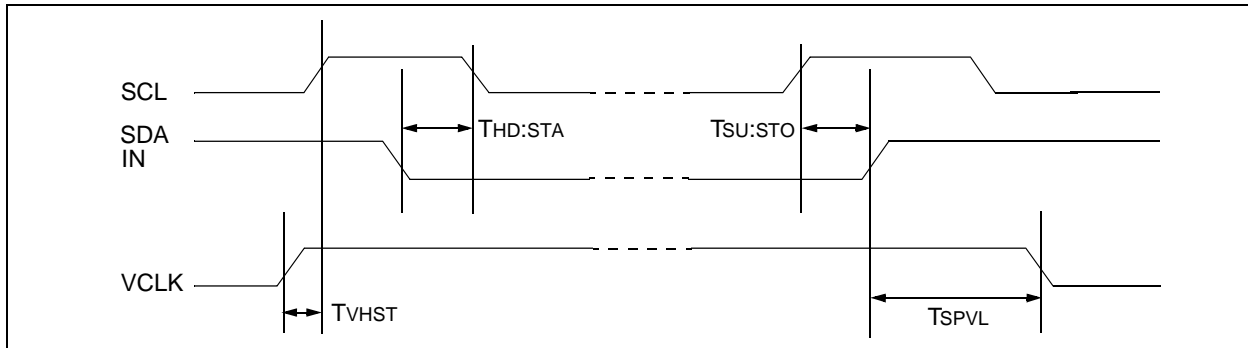 SCL
SDA
IN
THD:STA
TSU:STO
VCLK
TVHST
TSPVL